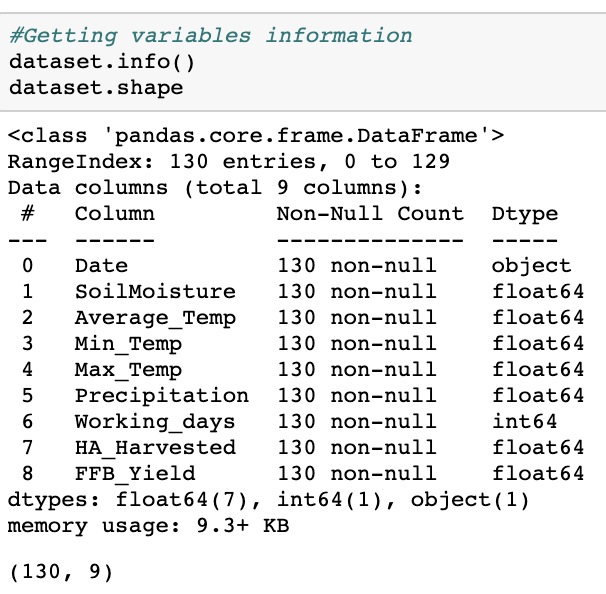 #Getting variables information
dataset.info()
dataset.shape
<class 'pandas.core.frame.DataFrame'>
RangeIndex: 130 entries, 0 to 129
Data columns (total 9 columns):
 #   Column         Non-Null Count  Dtype
---  ------         --------------  -----
 0   Date           130 non-null    object
 1   SoilMoisture   130 non-null    float64
 2   Average_Temp   130 non-null    float64
 3   Min_Temp       130 non-null    float64
 4   Max_Temp       130 non-null    float64
 5   Precipitation  130 non-null    float64
 6   Working_days   130 non-null    int64
 7   HA_Harvested   130 non-null    float64
 8   FFB_Yield      130 non-null    float64
dtypes: float64(7), int64(1), object(1)
memory usage: 9.3+ KB
(130, 9)